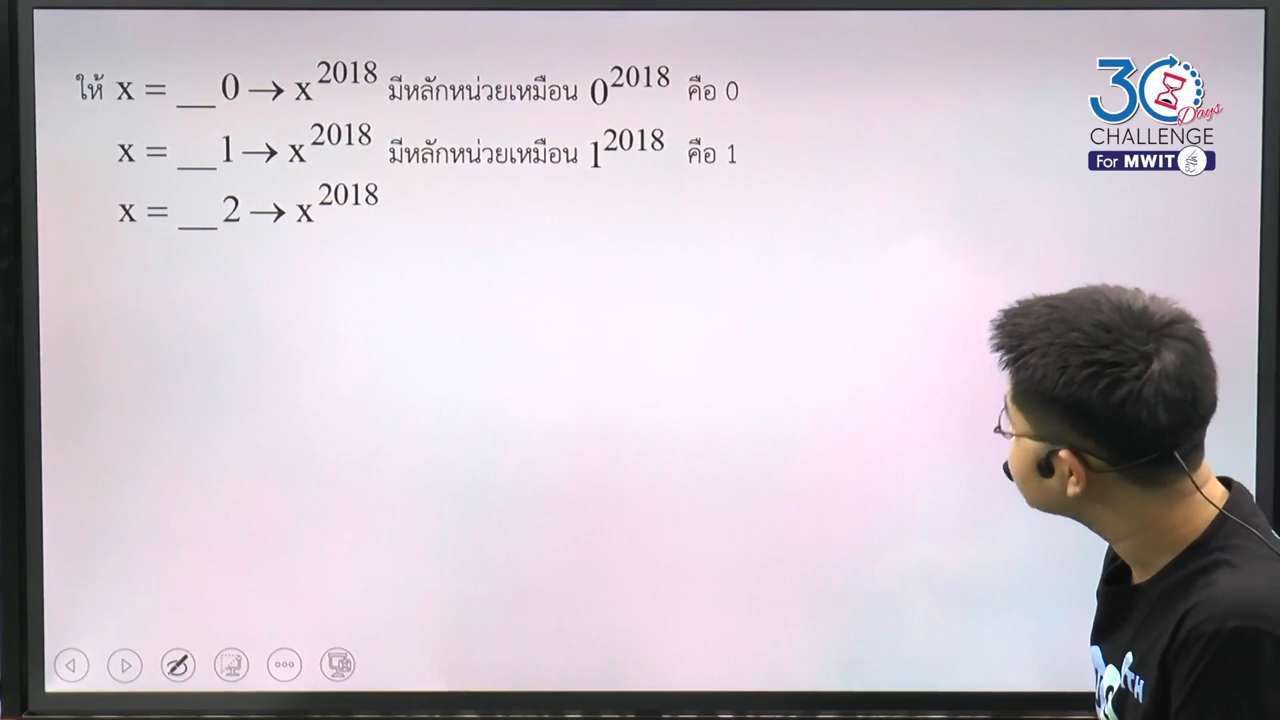 ให้ x = __0 → x^2018 มีหลักหน่วยเหมือน 0^2018 คือ 0
x = __1 → x^2018 มีหลักหน่วยเหมือน 1^2018 คือ 1
x = __2 → x^2018
30 Days
CHALLENGE
For MWIT